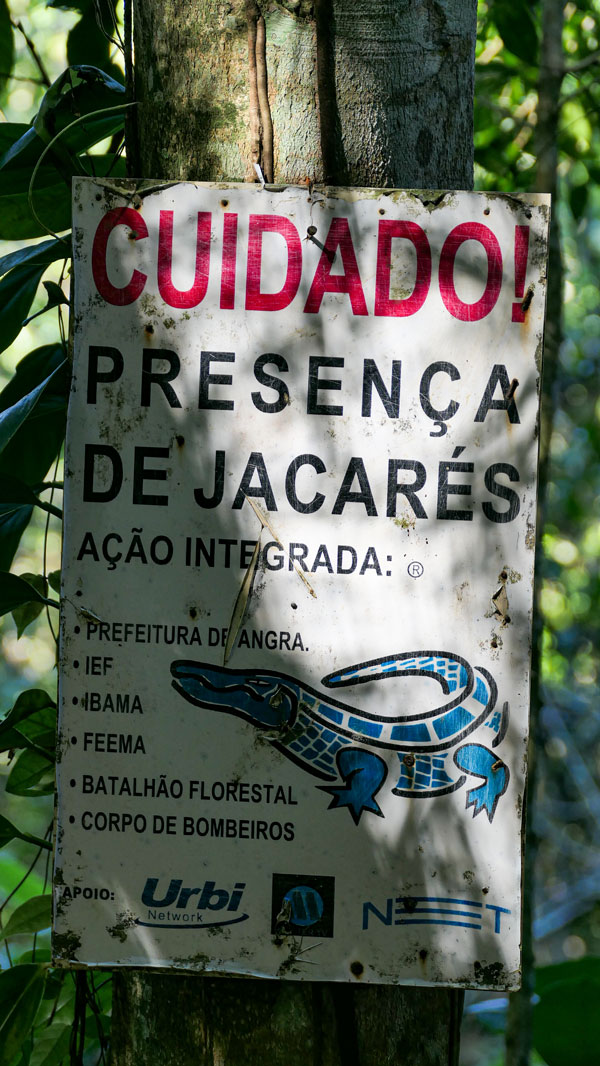 CUIDADO!
PRESENÇA
DE JACARÉS
AÇÃO INTEGRADA: ®
• PREFEITURA DE ANGRA.
• IEF
• IBAMA
• FEEMA
• BATALHÃO FLORESTAL
• CORPO DE BOMBEIROS
APOIO: Urbi
Network
NET